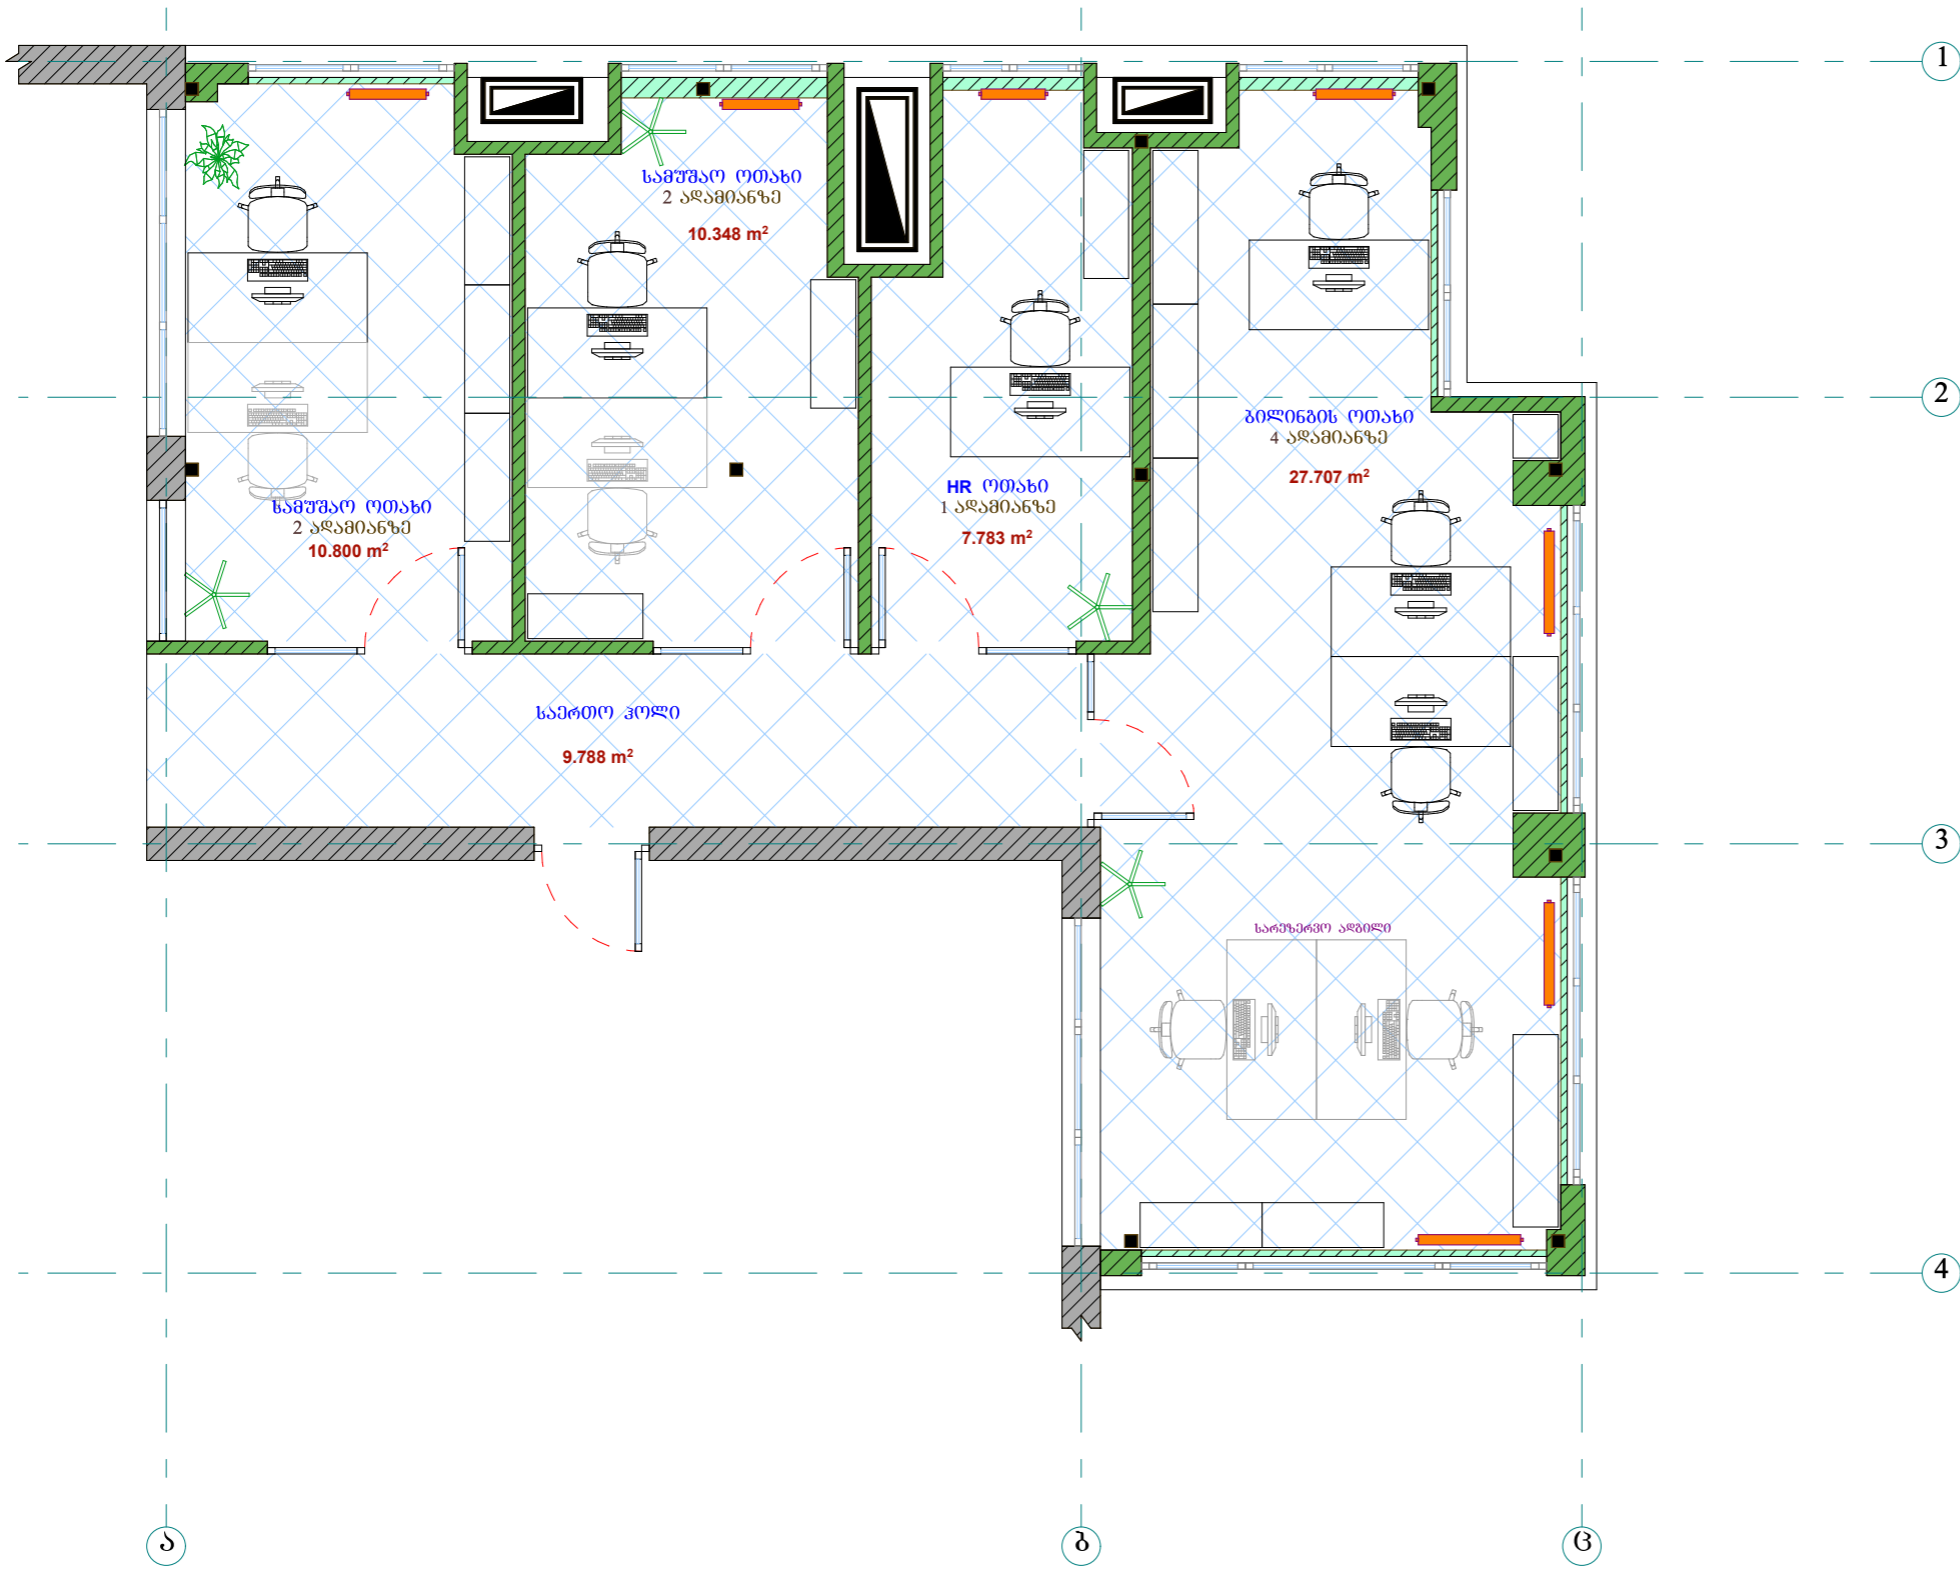 1
სამუშაო ოთახი
2 ადამიანზე
10.348 m²
2
ბილინგის ოთახი
4 ადამიანზე
27.707 m²
HR ოთახი
1 ადამიანზე
7.783 m²
სამუშაო ოთახი
2 ადამიანზე
10.800 m²
საერთო ჰოლი
9.788 m²
3
სარეზერვო ადგილი
4
ა
ბ
ც